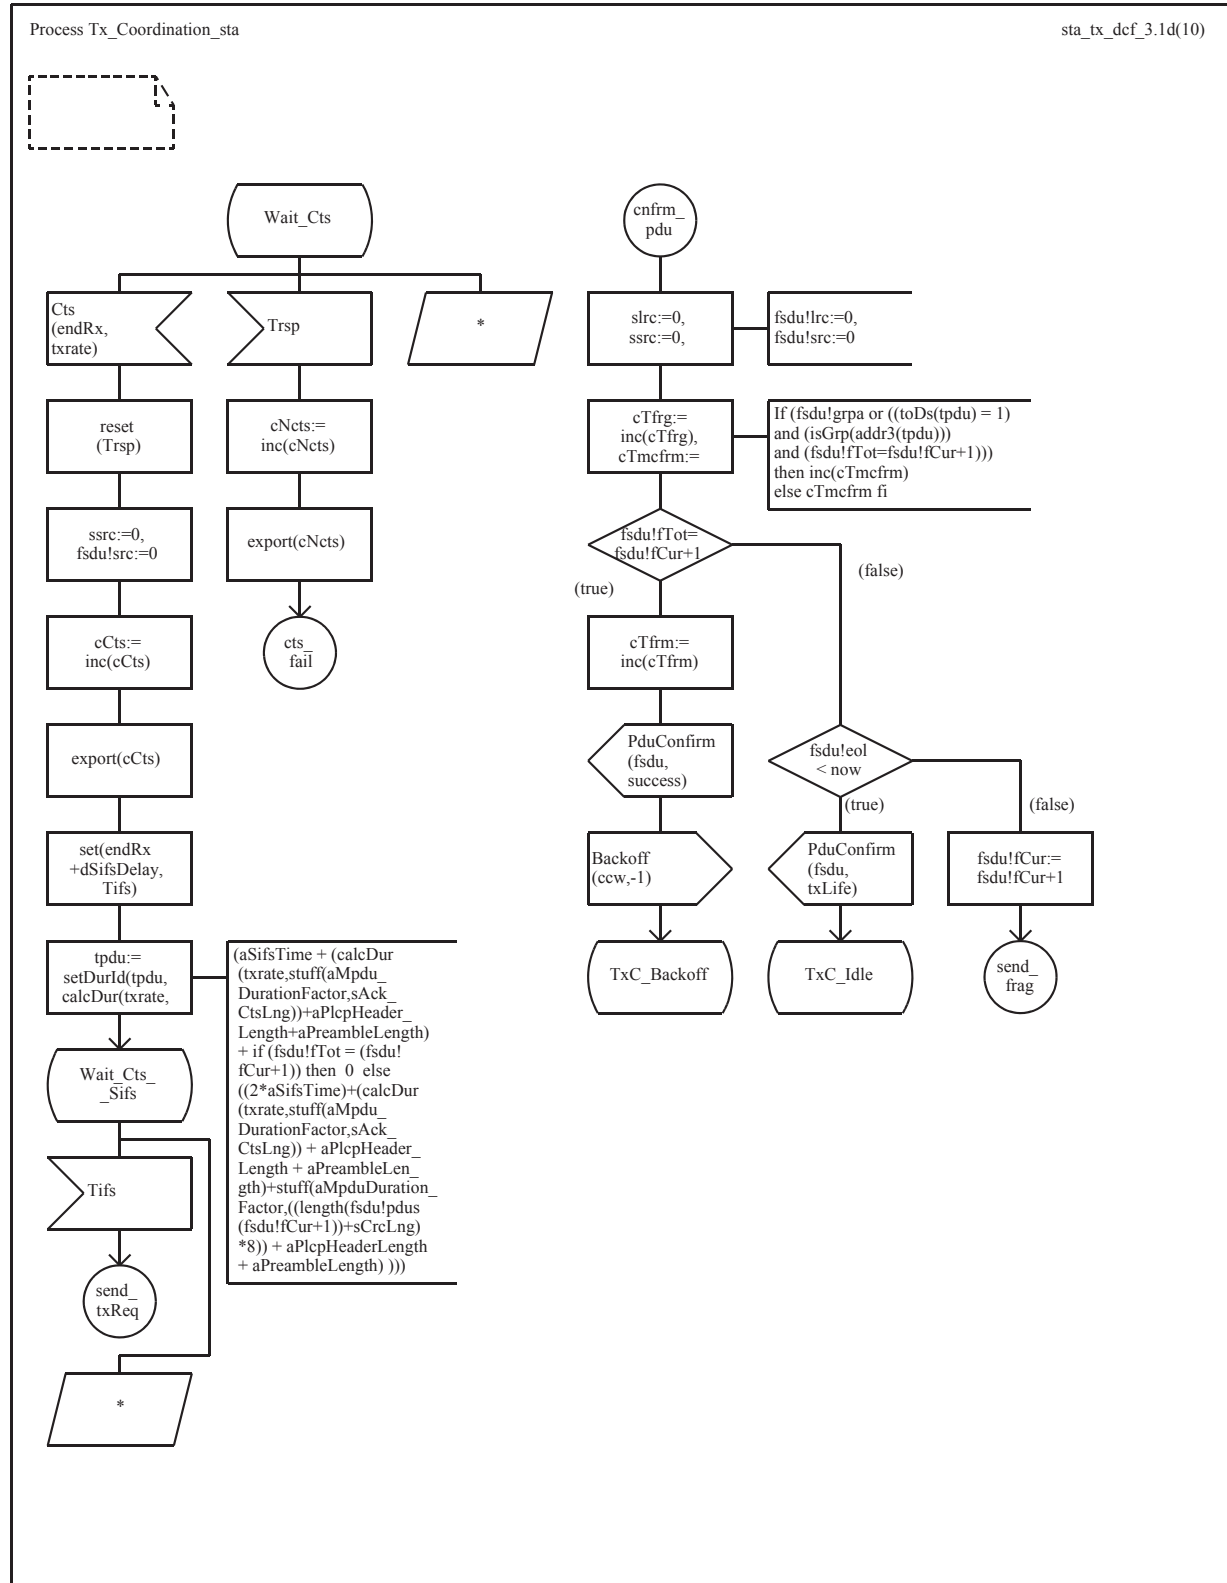 Process Tx_Coordination_sta
sta_tx_dcf_3.1d(10)
Wait_Cts
Cts
(endRx,
txrate)
Trsp
*
reset
(Trsp)
cNcts:=
inc(cNcts)
ssrc:=0,
fsdu!src:=0
export(cNcts)
cCts:=
inc(cCts)
cts_
fail
export(cCts)
set(endRx
+dSifsDelay,
Tifs)
tpdu:=
setDurId(tpdu,
calcDur(txrate,
(aSifsTime + (calcDur
(txrate,stuff(aMpdu_
DurationFactor,sAck_
CtsLng))+aPlcpHeader_
Length+aPreambleLength)
+ if (fsdu!fTot = (fsdu!
fCur+1)) then 0 else
((2*aSifsTime)+(calcDur
(txrate,stuff(aMpdu_
DurationFactor,sAck_
CtsLng)) + aPlcpHeader_
Length + aPreambleLen_
gth)+stuff(aMpduDuration_
Factor,((length(fsdu!pdus
(fsdu!fCur+1))+sCrcLng)
*8)) + aPlcpHeaderLength
+ aPreambleLength) )))
Wait_Cts_
_Sifs
Tifs
send_
txReq
*
cnfrm_
pdu
slrc:=0,
ssrc:=0,
fsdu!lrc:=0,
fsdu!src:=0
cTfrg:=
inc(cTfrg),
cTmcfrm:=
If (fsdu!grpa or ((toDs(tpdu) = 1)
and (isGrp(addr3(tpdu)))
and (fsdu!fTot=fsdu!fCur+1)))
then inc(cTmcfrm)
else cTmcfrm fi
fsdu!fTot=
fsdu!fCur+1
(true)
(false)
cTfrm:=
inc(cTfrm)
PduConfirm
(fsdu,
success)
fsdu!eol
< now
(true)
(false)
Backoff
(ccw,-1)
PduConfirm
(fsdu,
txLife)
fsdu!fCur:=
fsdu!fCur+1
TxC_Backoff
TxC_Idle
send_
frag